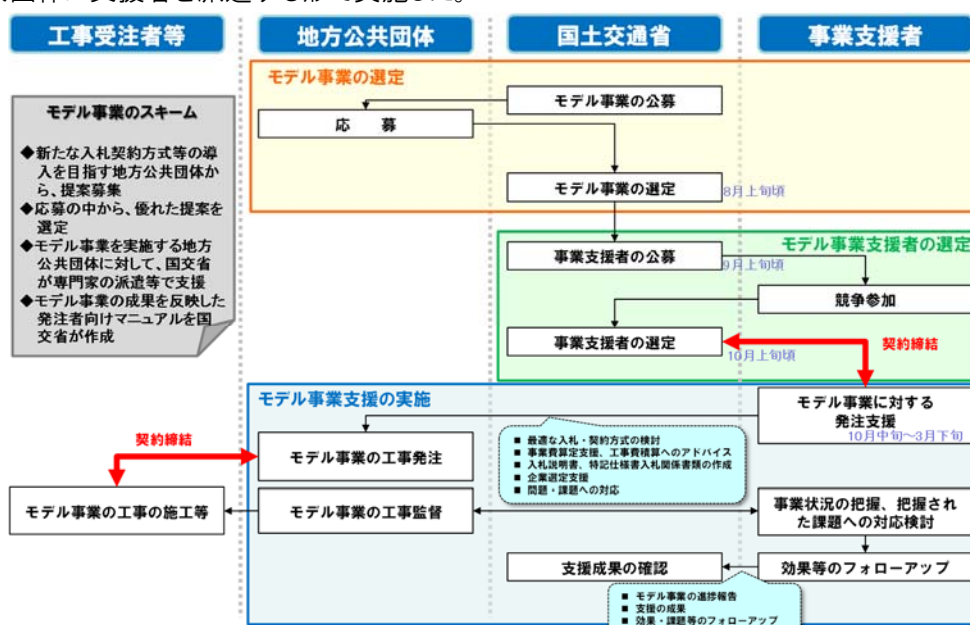 工事受注者等
地方公共団体
国土交通省
事業支援者
モデル事業のスキーム
◆新たな入札契約方式等の導
入を目指す地方公共団体か
ら、提案募集
◆応募の中から、優れた提案を
選定
◆モデル事業を実施する地方
公共団体に対して、国交省
が専門家の派遣等で支援
◆モデル事業の成果を反映した
発注者向けマニュアルを国
交省が作成
モデル事業の選定
モデル事業の公募
応 募
モデル事業の選定
8月上旬頃
モデル事業支援者の選定
事業支援者の公募
9月上旬頃
競争参加
事業支援者の選定
10月上旬頃
契約締結
モデル事業支援の実施
モデル事業に対する
発注支援
10月中旬～3月下旬
■ 最適な入札・契約方式の検討
■ 事業費算定支援、工事費積算へのアドバイス
■ 入札説明書、特記仕様書入札関係書類の作成
■ 企業選定支援
■ 問題・課題への対応
契約締結
モデル事業の工事発注
モデル事業の工事の施工等
モデル事業の工事監督
事業状況の把握、把握され
た課題への対応検討
支援成果の確認
効果等のフォローアップ
■ モデル事業の進捗報告
■ 支援の成果
■ 効果・課題等のフォローアップ